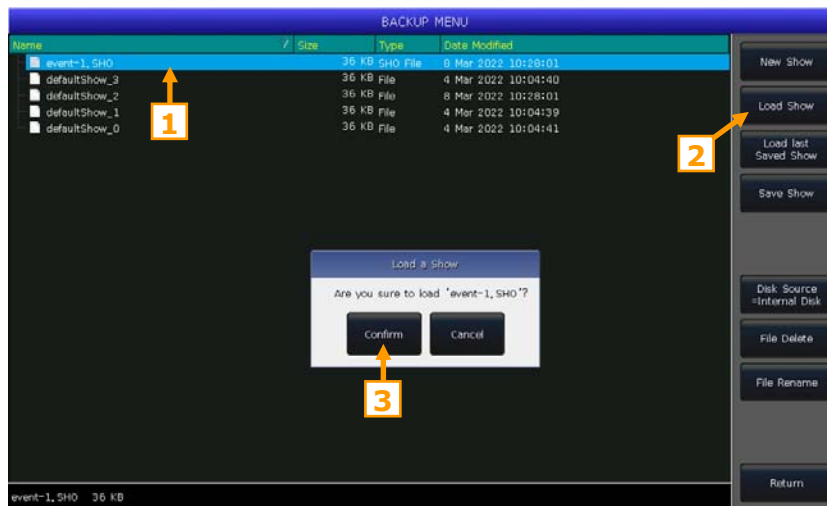 BACKUP MENU
Name / Size Type Date Modified
event-1.SHO 36 KB SHO File 8 Mar 2022 10:28:01
defaultShow_3 36 KB File 4 Mar 2022 10:04:40
defaultShow_2 36 KB File 8 Mar 2022 10:28:01
defaultShow_1 36 KB File 4 Mar 2022 10:04:39
defaultShow_0 36 KB File 4 Mar 2022 10:04:41
1
2
New Show
Load Show
Load last
Saved Show
Save Show
Load a Show
Are you sure to load 'event-1.SHO'?
Confirm Cancel
3
Disk Source
=Internal Disk
File Delete
File Rename
Return
event-1.SHO 36 KB